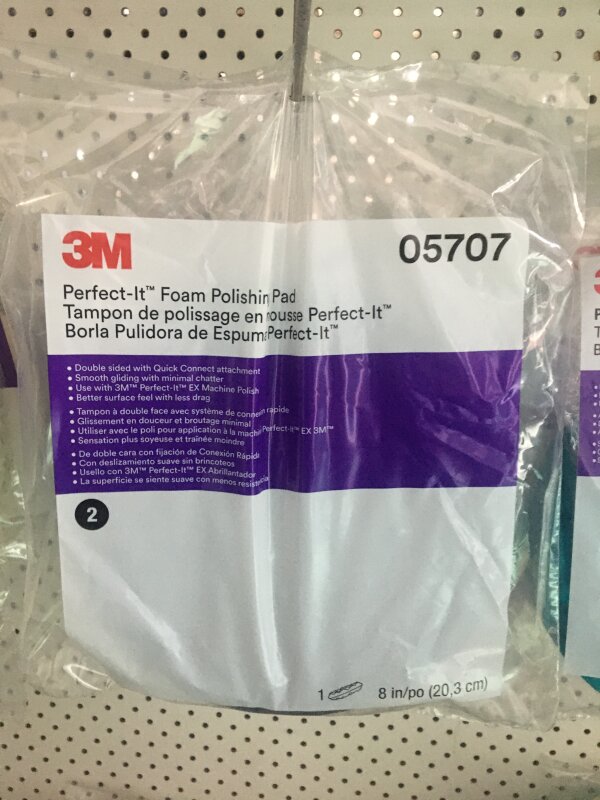 3M
05707
Perfect-It™ Foam Polishin Pad
Tampon de polissage en ousse Perfect-It™
Borla Pulidora de Espum Perfect-It™
• Double sided with Quick Connect attachment
• Smooth gliding with minimal chatter
• Use with 3M™ Perfect-It™ EX Machine Polish
• Better surface feel with less drag
• Tampon à double face avec système de connexin rapide
• Glissement en douceur et broutage minimal
• Utiliser avec le poli pour application à la machi Perfect-It™ EX 3M™
• Sensation plus soyeuse et traînée moindre
• De doble cara con fijación de Conexión Rápida
• Con deslizamiento suave sin brincoteos
• Usello con 3M™ Perfect-It™ EX Abrillantador
• La superficie se siente suave con menos resistencia
2
1 8 in/po (20,3 cm)